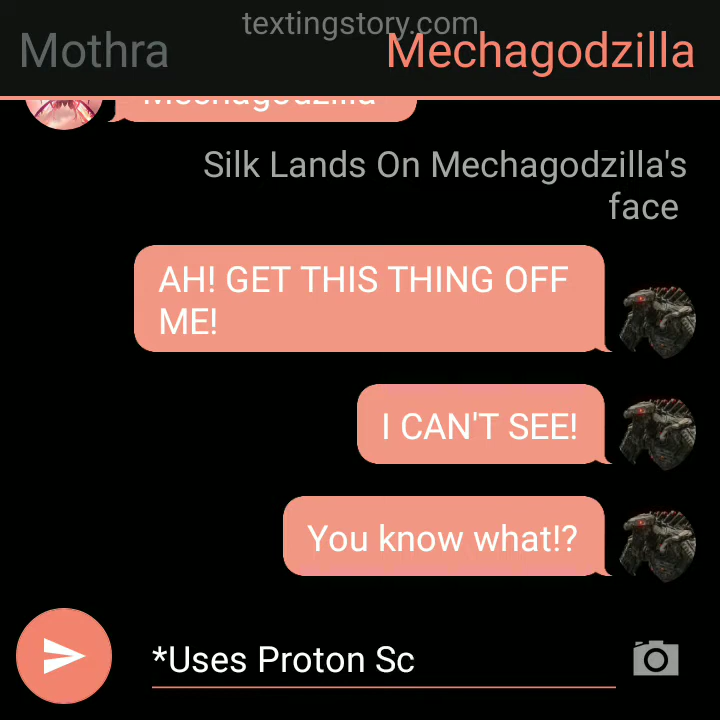 textingstory.com
Mothra
Mechagodzilla
Mechagodzilla
Silk Lands On Mechagodzilla's
face
AH! GET THIS THING OFF
ME!
I CAN'T SEE!
You know what!?
*Uses Proton Sc